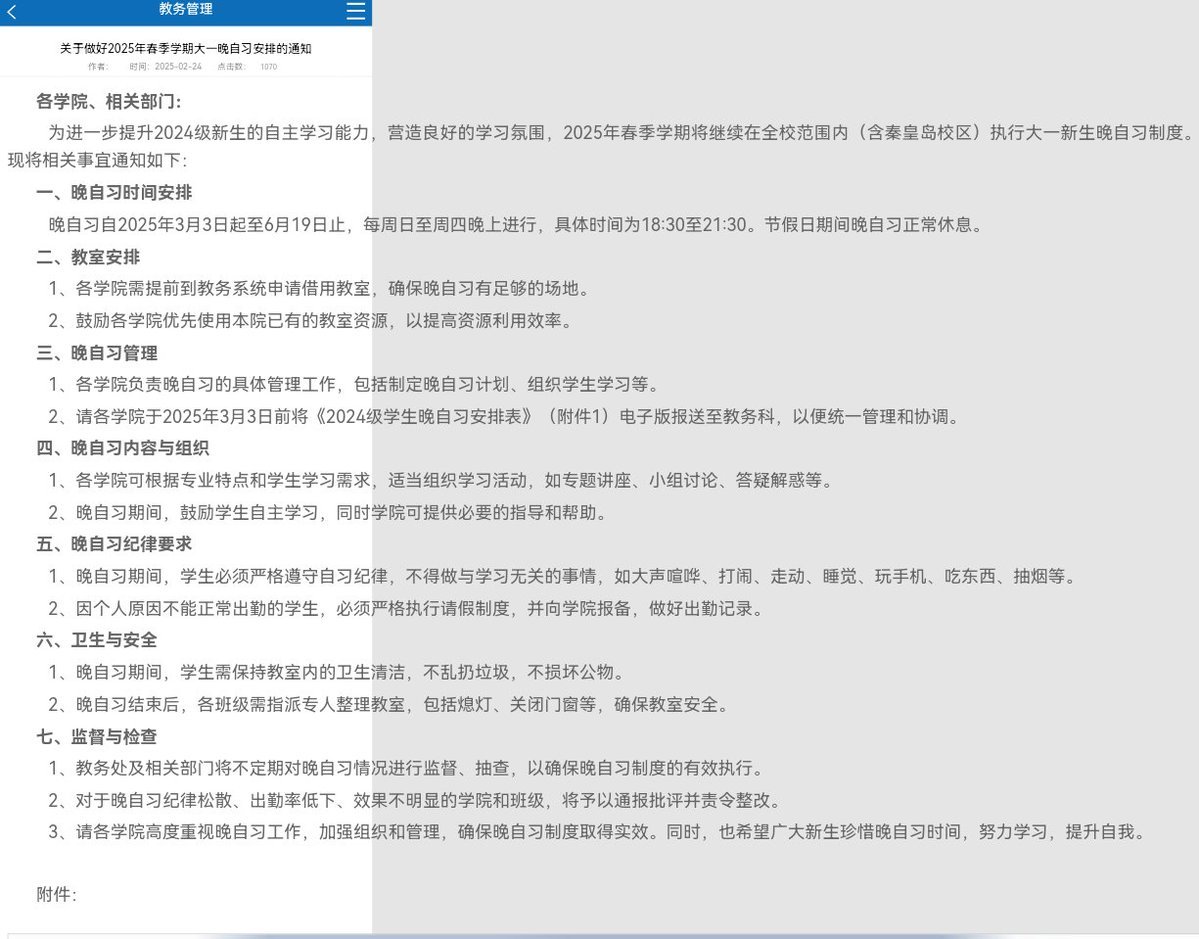 教务管理
关于做好2025年春季学期大一晚自习安排的通知
作者： 时间：2025-02-24 点击数： 1070
各学院、相关部门：
为进一步提升2024级新生的自主学习能力，营造良好的学习氛围，2025年春季学期将继续在全校范围内（含秦皇岛校区）执行大一新生晚自习制度。
现将相关事宜通知如下：
一、晚自习时间安排
晚自习自2025年3月3日起至6月19日止，每周日至周四晚上进行，具体时间为18:30至21:30。节假日期间晚自习正常休息。
二、教室安排
1、各学院需提前到教务系统申请借用教室，确保晚自习有足够的场地。
2、鼓励各学院优先使用本院已有的教室资源，以提高资源利用效率。
三、晚自习管理
1、各学院负责晚自习的具体管理工作，包括制定晚自习计划、组织学生学习等。
2、请各学院于2025年3月3日前将《2024级学生晚自习安排表》（附件1）电子版报送至教务科，以便统一管理和协调。
四、晚自习内容与组织
1、各学院可根据专业特点和学生学习需求，适当组织学习活动，如专题讲座、小组讨论、答疑解惑等。
2、晚自习期间，鼓励学生自主学习，同时学院可提供必要的指导和帮助。
五、晚自习纪律要求
1、晚自习期间，学生必须严格遵守自习纪律，不得做与学习无关的事情，如大声喧哗、打闹、走动、睡觉、玩手机、吃东西、抽烟等。
2、因个人原因不能正常出勤的学生，必须严格执行请假制度，并向学院报备，做好出勤记录。
六、卫生与安全
1、晚自习期间，学生需保持教室内的卫生清洁，不乱扔垃圾，不损坏公物。
2、晚自习结束后，各班级需指派专人整理教室，包括熄灯、关闭门窗等，确保教室安全。
七、监督与检查
1、教务处及相关部门将不定期对晚自习情况进行监督、抽查，以确保晚自习制度的有效执行。
2、对于晚自习纪律松散、出勤率低下、效果不明显的学院和班级，将予以通报批评并责令整改。
3、请各学院高度重视晚自习工作，加强组织和管理，确保晚自习制度取得实效。同时，也希望广大新生珍惜晚自习时间，努力学习，提升自我。
附件：